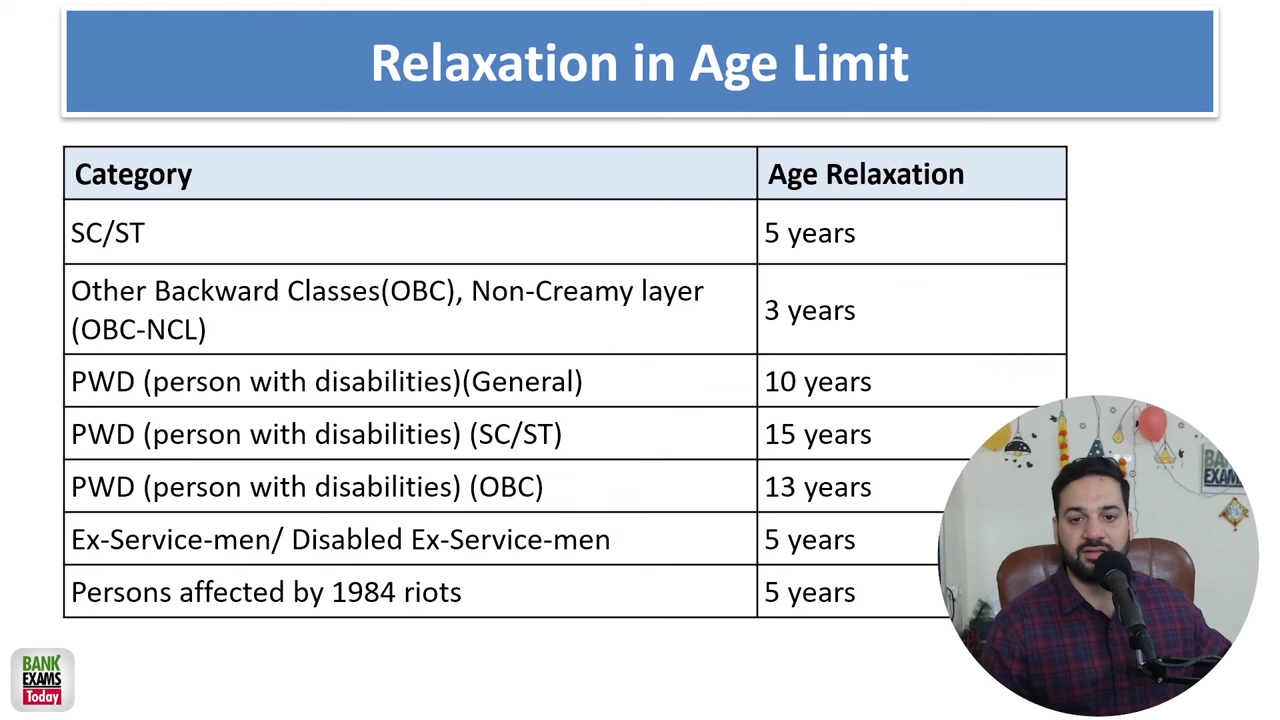 Relaxation in Age Limit
Category Age Relaxation
SC/ST 5 years
Other Backward Classes(OBC), Non-Creamy layer
(OBC-NCL) 3 years
PWD (person with disabilities)(General) 10 years
PWD (person with disabilities) (SC/ST) 15 years
PWD (person with disabilities) (OBC) 13 years
Ex-Service-men/ Disabled Ex-Service-men 5 years
Persons affected by 1984 riots 5 years
BANK
EXAMS
Today
BANK
EXAMS